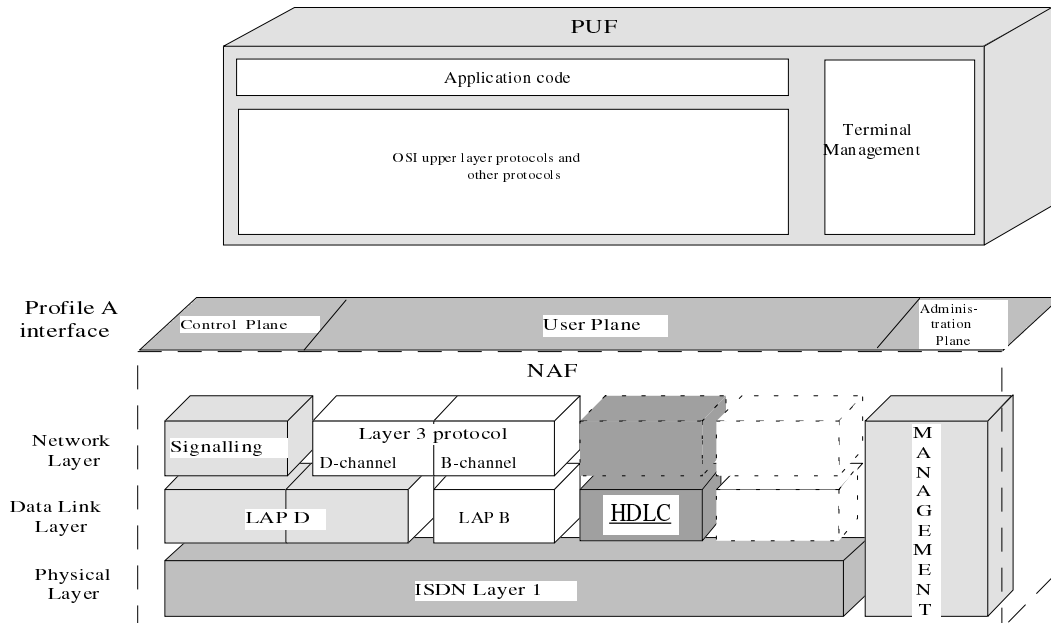 PUF
Application code
OSI upper layer protocols and
other protocols
Terminal
Management
Profile A
interface
Control Plane
User Plane
Adminis-
tration
Plane
NAF
Network
Layer
Signalling
Layer 3 protocol
D-channel
B-channel
Data Link
Layer
LAP D
LAP B
HDLC
Physical
Layer
ISDN Layer 1
M
A
N
A
G
E
M
E
N
T